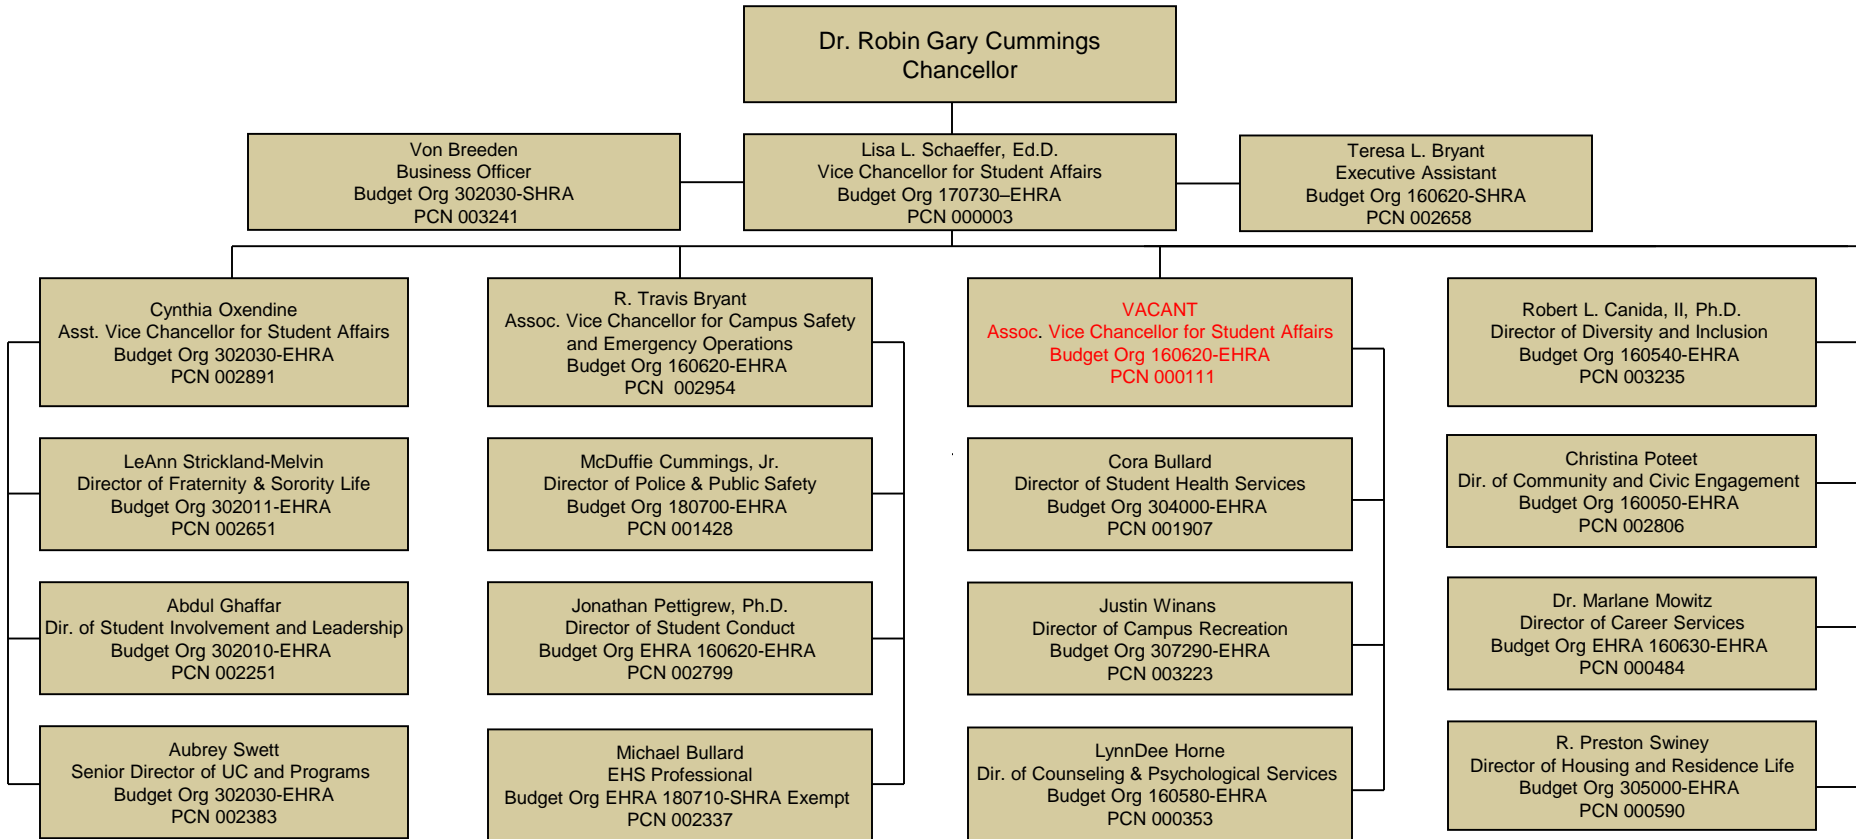 Dr. Robin Gary Cummings
Chancellor
Von Breeden
Business Officer
Budget Org 302030-SHRA
PCN 003241
Lisa L. Schaeffer, Ed.D.
Vice Chancellor for Student Affairs
Budget Org 170730–EHRA
PCN 000003
Teresa L. Bryant
Executive Assistant
Budget Org 160620-SHRA
PCN 002658
Cynthia Oxendine
Asst. Vice Chancellor for Student Affairs
Budget Org 302030-EHRA
PCN 002891
R. Travis Bryant
Assoc. Vice Chancellor for Campus Safety
and Emergency Operations
Budget Org 160620-EHRA
PCN  002954
VACANT
Assoc. Vice Chancellor for Student Affairs
Budget Org 160620-EHRA
PCN 000111
Robert L. Canida, II, Ph.D.
Director of Diversity and Inclusion
Budget Org 160540-EHRA
PCN 003235
LeAnn Strickland-Melvin
Director of Fraternity & Sorority Life
Budget Org 302011-EHRA
PCN 002651
McDuffie Cummings, Jr.
Director of Police & Public Safety
Budget Org 180700-EHRA
PCN 001428
Cora Bullard
Director of Student Health Services
Budget Org 304000-EHRA
PCN 001907
Christina Poteet
Dir. of Community and Civic Engagement
Budget Org 160050-EHRA
PCN 002806
Abdul Ghaffar
Dir. of Student Involvement and Leadership
Budget Org 302010-EHRA
PCN 002251
Jonathan Pettigrew, Ph.D.
Director of Student Conduct
Budget Org EHRA 160620-EHRA
PCN 002799
Justin Winans
Director of Campus Recreation
Budget Org 307290-EHRA
PCN 003223
Dr. Marlane Mowitz
Director of Career Services
Budget Org EHRA 160630-EHRA
PCN 000484
Aubrey Swett
Senior Director of UC and Programs
Budget Org 302030-EHRA
PCN 002383
Michael Bullard
EHS Professional
Budget Org EHRA 180710-SHRA Exempt
PCN 002337
LynnDee Horne
Dir. of Counseling & Psychological Services
Budget Org 160580-EHRA
PCN 000353
R. Preston Swiney
Director of Housing and Residence Life
Budget Org 305000-EHRA
PCN 000590